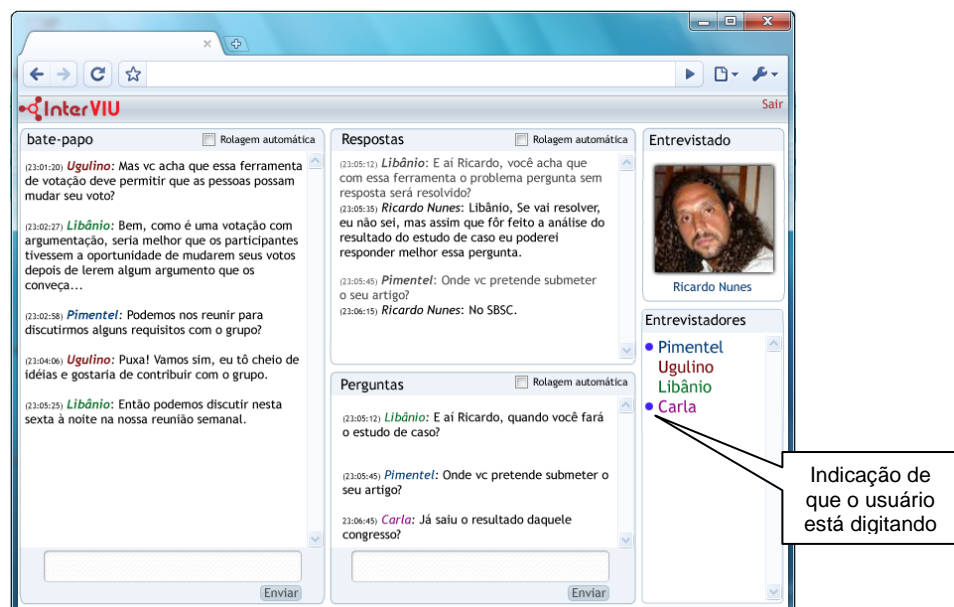 InterVIU
Sair
bate-papo
Rolagem automática
(23:01:20) Ugulino: Mas vc acha que essa ferramenta
de votação deve permitir que as pessoas possam
mudar seu voto?
(23:02:27) Libânio: Bem, como é uma votação com
argumentação, seria melhor que os participantes
tivessem a oportunidade de mudarem seus votos
depois de lerem algum argumento que os
conveça...
(23:02:58) Pimentel: Podemos nos reunir para
discutirmos alguns requisitos com o grupo?
(23:04:06) Ugulino: Puxa! Vamos sim, eu tô cheio de
idéias e gostaria de contribuir com o grupo.
(23:05:25) Libânio: Então podemos discutir nesta
sexta à noite na nossa reunião semanal.
Enviar
Respostas
Rolagem automática
(23:05:12) Libânio: E aí Ricardo, você acha que
com essa ferramenta o problema pergunta sem
resposta será resolvido?
(23:05:35) Ricardo Nunes: Libânio, Se vai resolver,
eu não sei, mas assim que fôr feito a análise do
resultado do estudo de caso eu poderei
responder melhor essa pergunta.
(23:05:45) Pimentel: Onde vc pretende submeter
o seu artigo?
(23:06:15) Ricardo Nunes: No SBSC.
Perguntas
Rolagem automática
(23:05:12) Libânio: E aí Ricardo, quando você fará
o estudo de caso?
(23:05:45) Pimentel: Onde vc pretende submeter o
seu artigo?
23:06:45) Carla: Já saiu o resultado daquele
congresso?
Enviar
Entrevistado
Ricardo Nunes
Entrevistadores
Pimentel
Ugulino
Libânio
Carla
Indicação de
que o usuário
está digitando